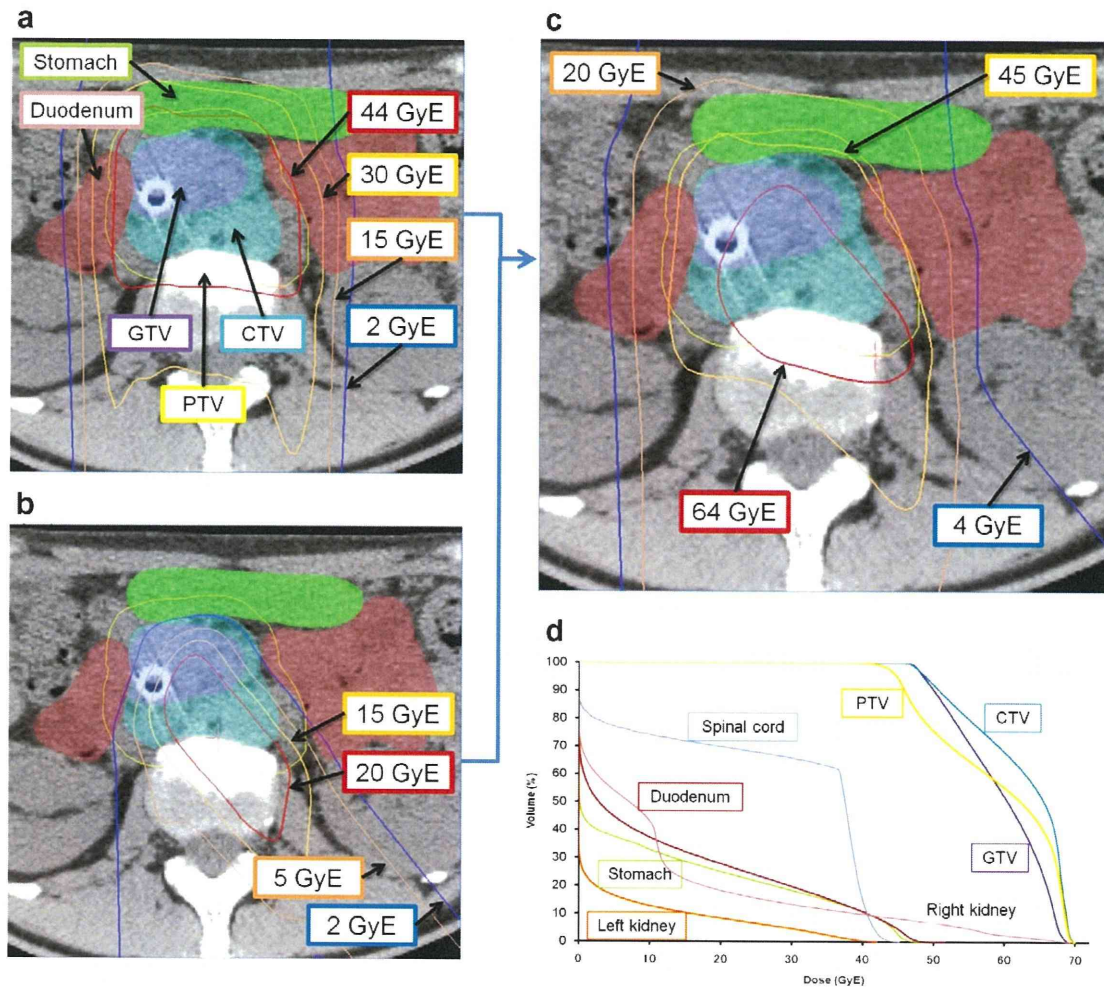 a
Stomach
Duodenum
44 GyE
30 GyE
15 GyE
2 GyE
GTV
CTV
PTV
b
15 GyE
20 GyE
5 GyE
2 GyE
c
20 GyE
45 GyE
64 GyE
4 GyE
d
Volume (%)
100
90
80
70
60
50
40
30
20
10
0
Spinal cord
PTV
CTV
Duodenum
Stomach
GTV
Right kidney
Left kidney
0
10
20
30
40
50
60
70
Dose (GyE)